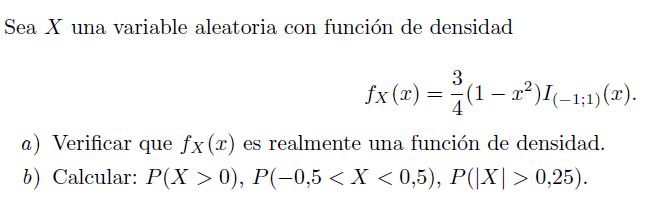 Sea X una variable aleatoria con función de densidad
f_X(x) = \frac{3}{4}(1 − x²)I_{(−1;1)}(x).
a) Verificar que f_X(x) es realmente una función de densidad.
b) Calcular: P(X > 0), P(−0,5 < X < 0,5), P(|X| > 0,25).